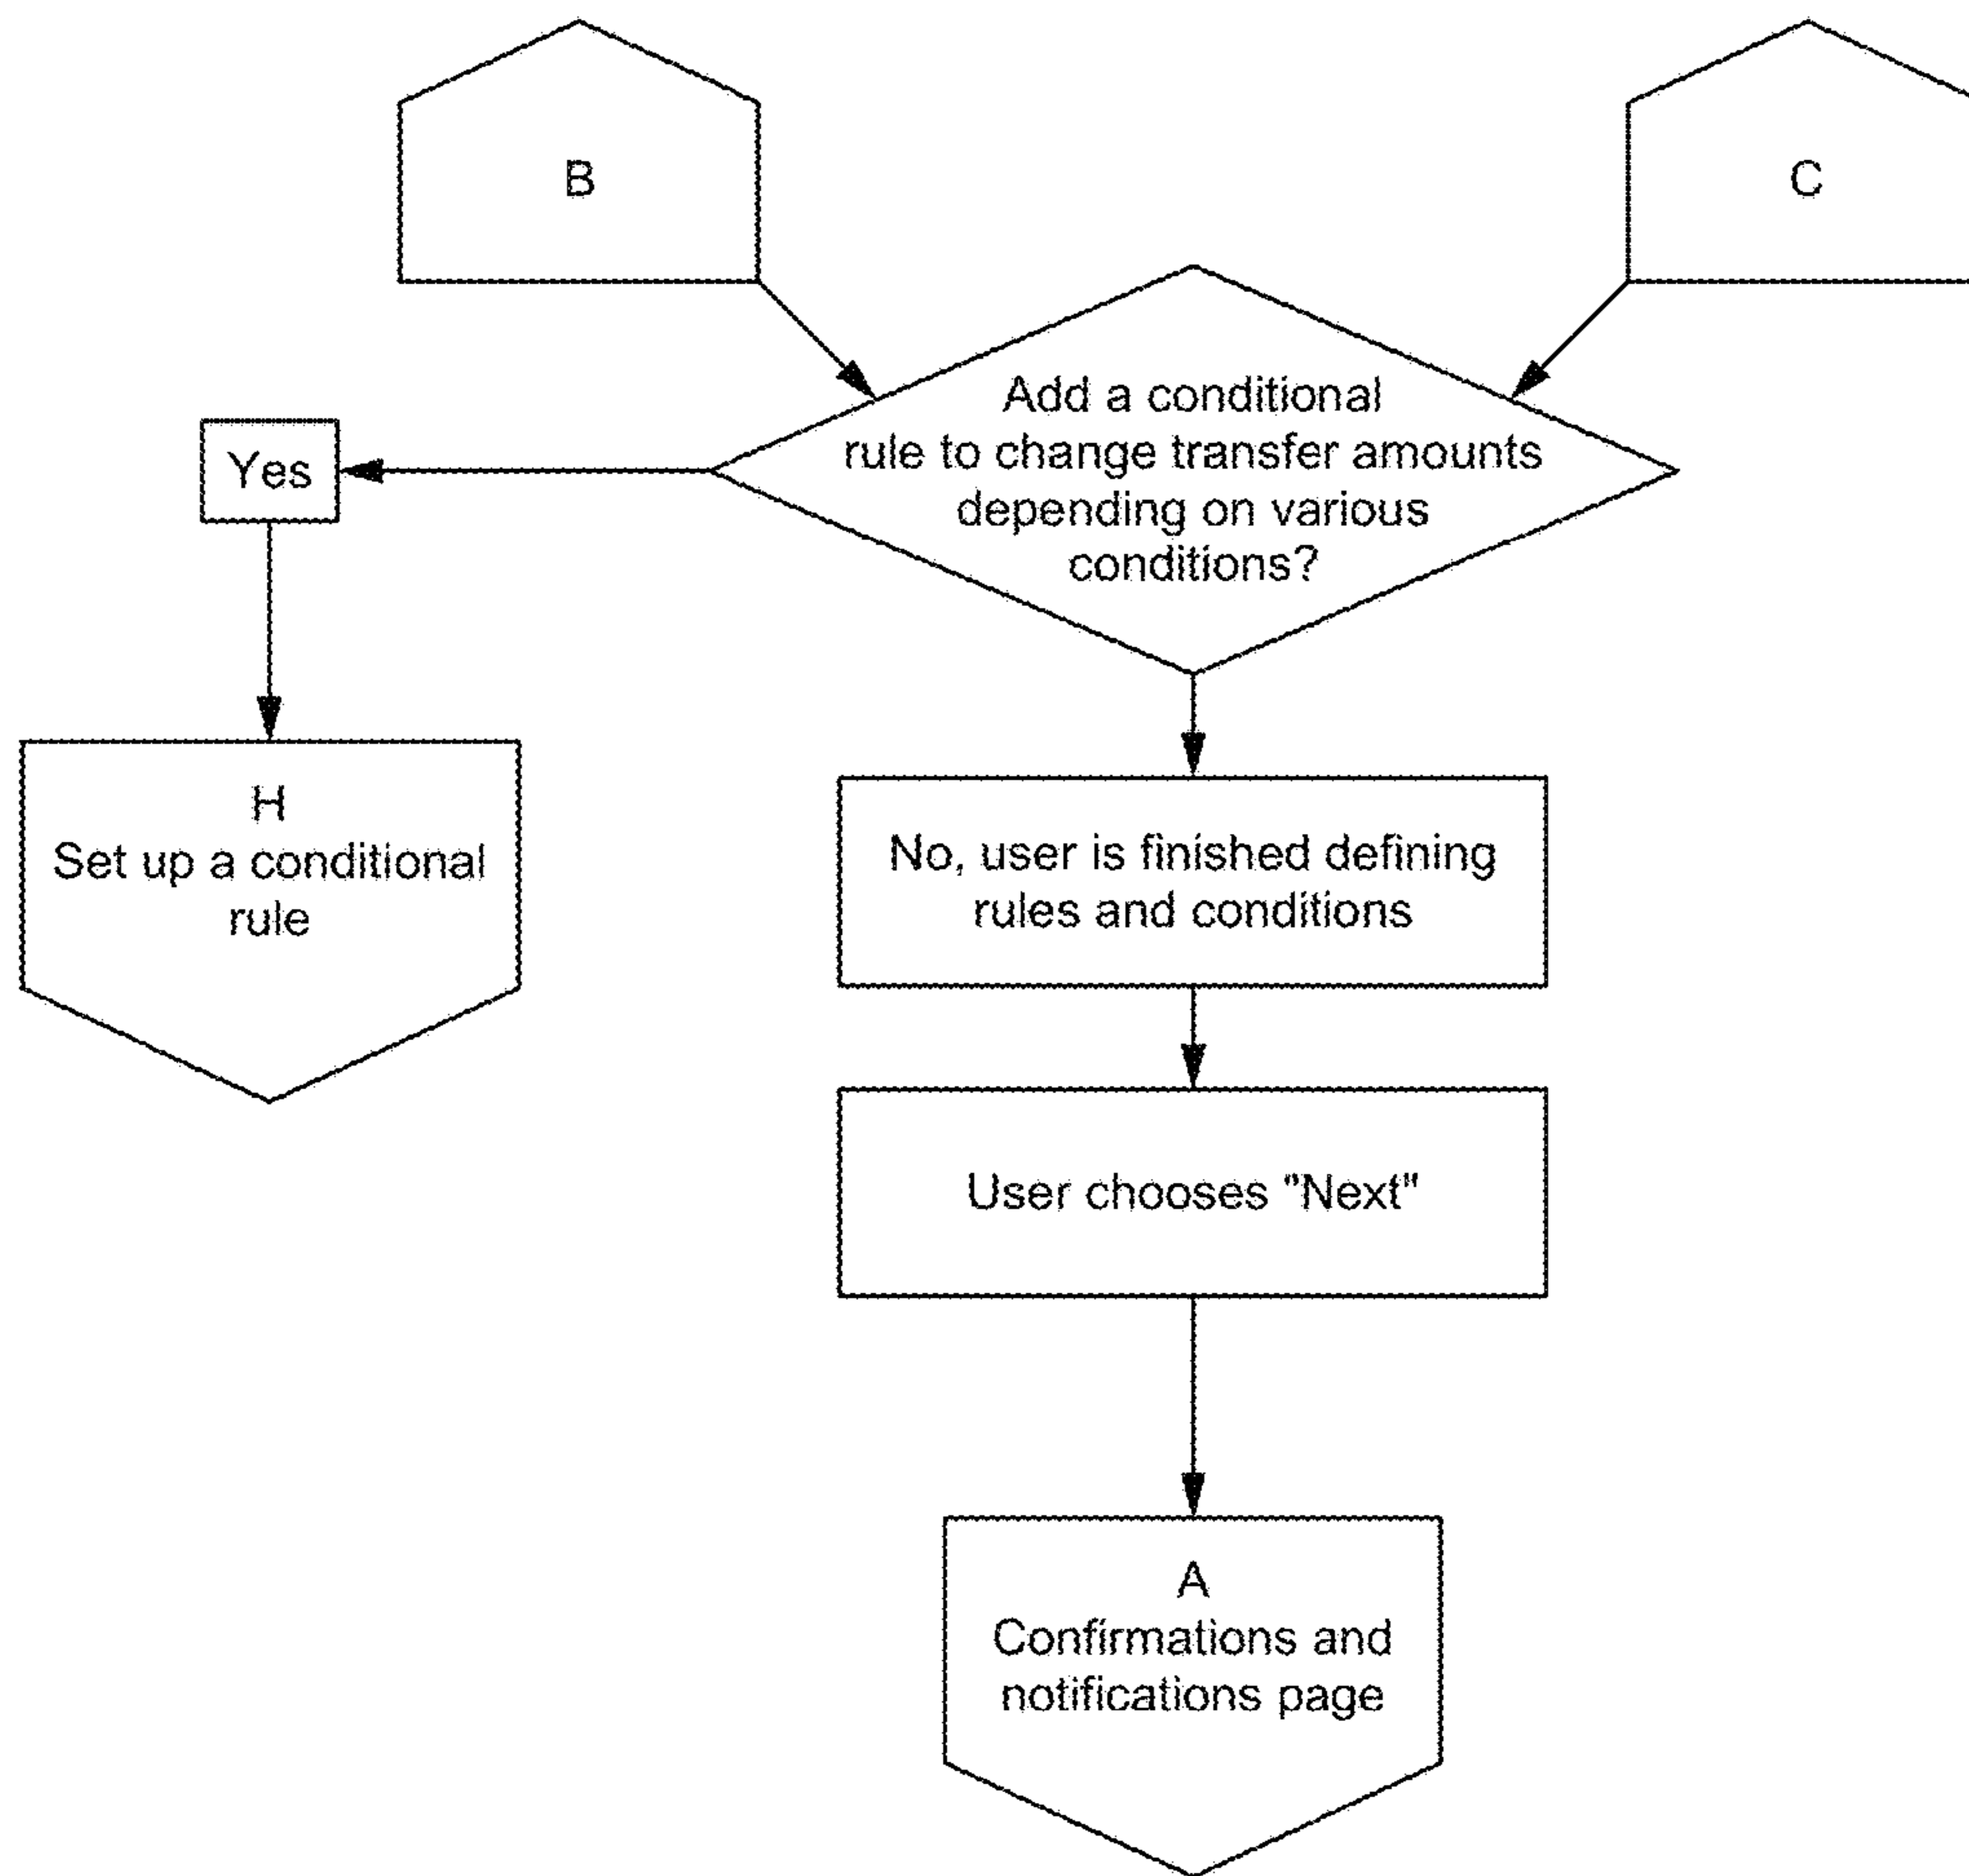 B
C
Add a conditional
rule to change transfer amounts
depending on various
conditions?
Yes
H
Set up a conditional
rule
No, user is finished defining
rules and conditions
User chooses "Next"
A
Confirmations and
notifications page